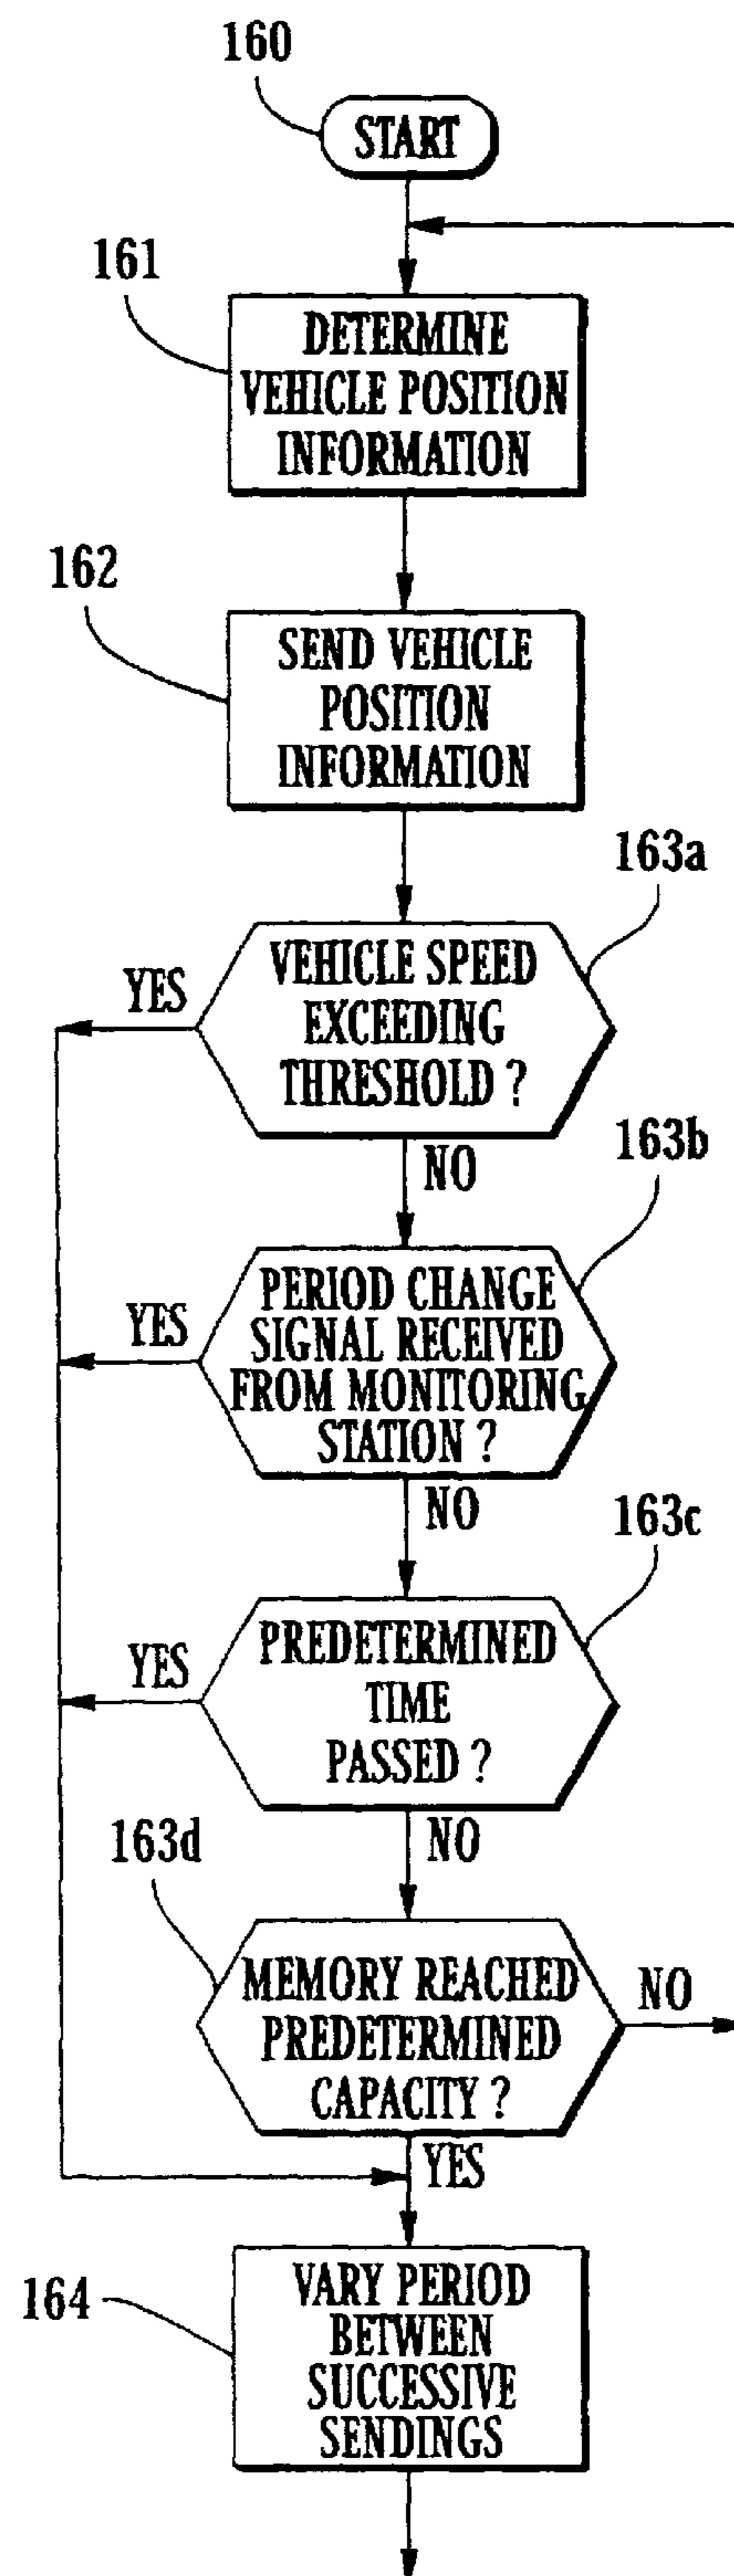 160
START
161
DETERMINE
VEHICLE POSITION
INFORMATION
162
SEND VEHICLE
POSITION
INFORMATION
163a
VEHICLE SPEED
EXCEEDING
THRESHOLD ?
YES
NO
163b
PERIOD CHANGE
SIGNAL RECEIVED
FROM MONITORING
STATION ?
YES
NO
163c
PREDETERMINED
TIME
PASSED ?
YES
NO
163d
MEMORY REACHED
PREDETERMINED
CAPACITY ?
NO
YES
164
VARY PERIOD
BETWEEN
SUCCESSIVE
SENDINGS